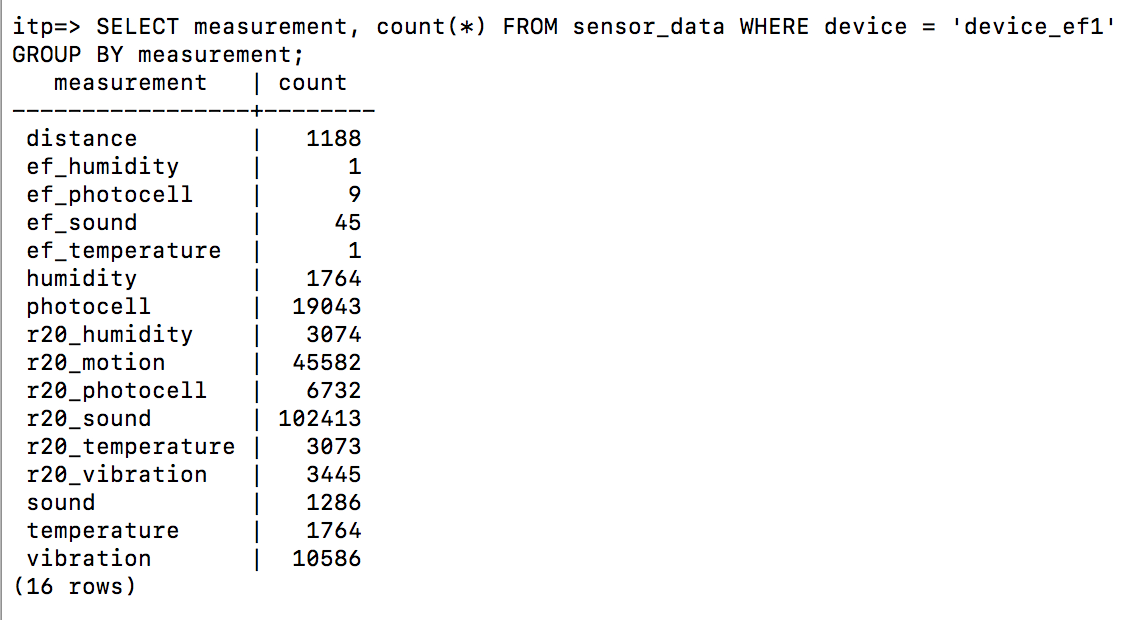 itp=> SELECT measurement, count(*) FROM sensor_data WHERE device = 'device_ef1'
GROUP BY measurement;
   measurement   | count
-----------------+--------
 distance        |   1188
 ef_humidity     |      1
 ef_photocell    |      9
 ef_sound        |     45
 ef_temperature  |      1
 humidity        |   1764
 photocell       |  19043
 r20_humidity    |   3074
 r20_motion      |  45582
 r20_photocell   |   6732
 r20_sound       | 102413
 r20_temperature |   3073
 r20_vibration   |   3445
 sound           |   1286
 temperature     |   1764
 vibration       |  10586
(16 rows)